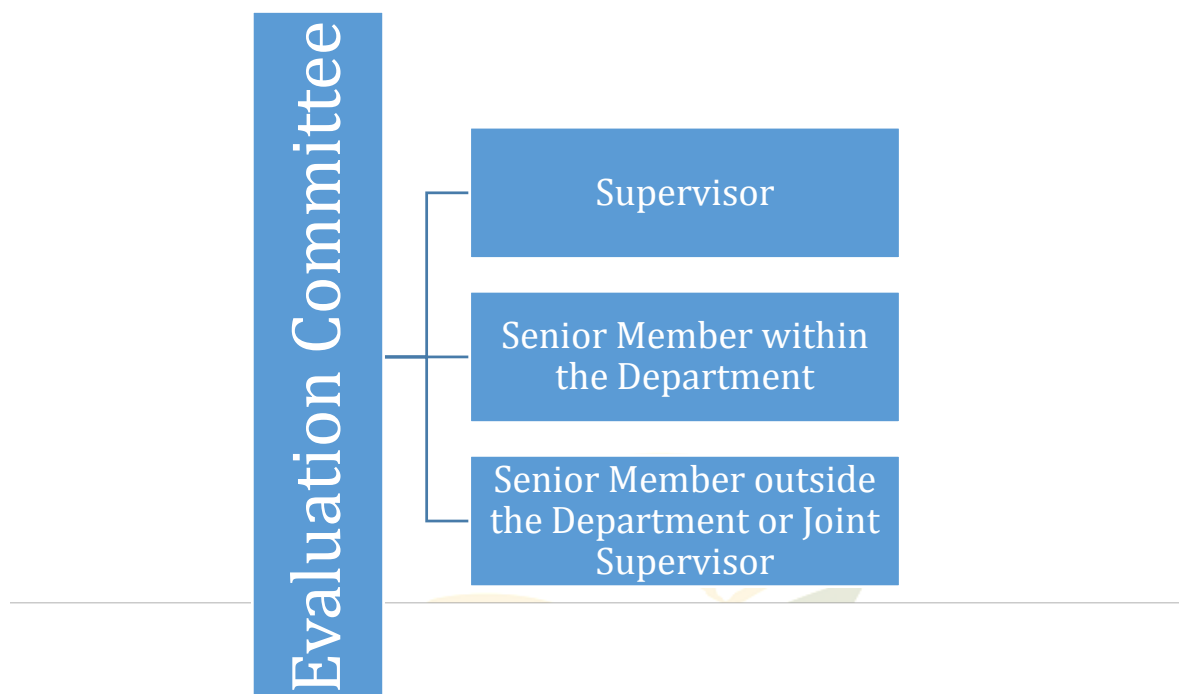 Evaluation Committee
Supervisor
Senior Member within
the Department
Senior Member outside
the Department or Joint
Supervisor